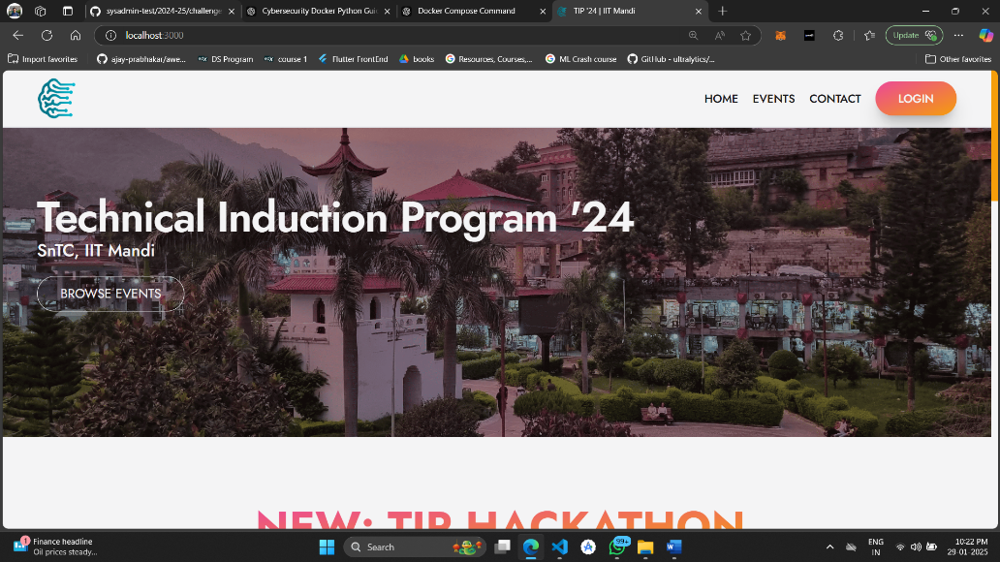 sysadmin-test/2024-25/challenge
Cybersecurity Docker Python Gui
Docker Compose Command
TIP '24 | IIT Mandi
localhost:3000
Update
Import favorites
ajay-prabhakar/awe...
DS Program
course 1
Flutter FrontEnd
books
Resources, Courses,...
ML Crash course
GitHub - ultralytics/...
Other favorites
HOME
EVENTS
CONTACT
LOGIN
Technical Induction Program '24
SnTC, IIT Mandi
BROWSE EVENTS
NEW: TIP HACKATHON
1
Finance headline
Oil prices steady...
Search
99+
ENG
IN
10:22 PM
29-01-2025